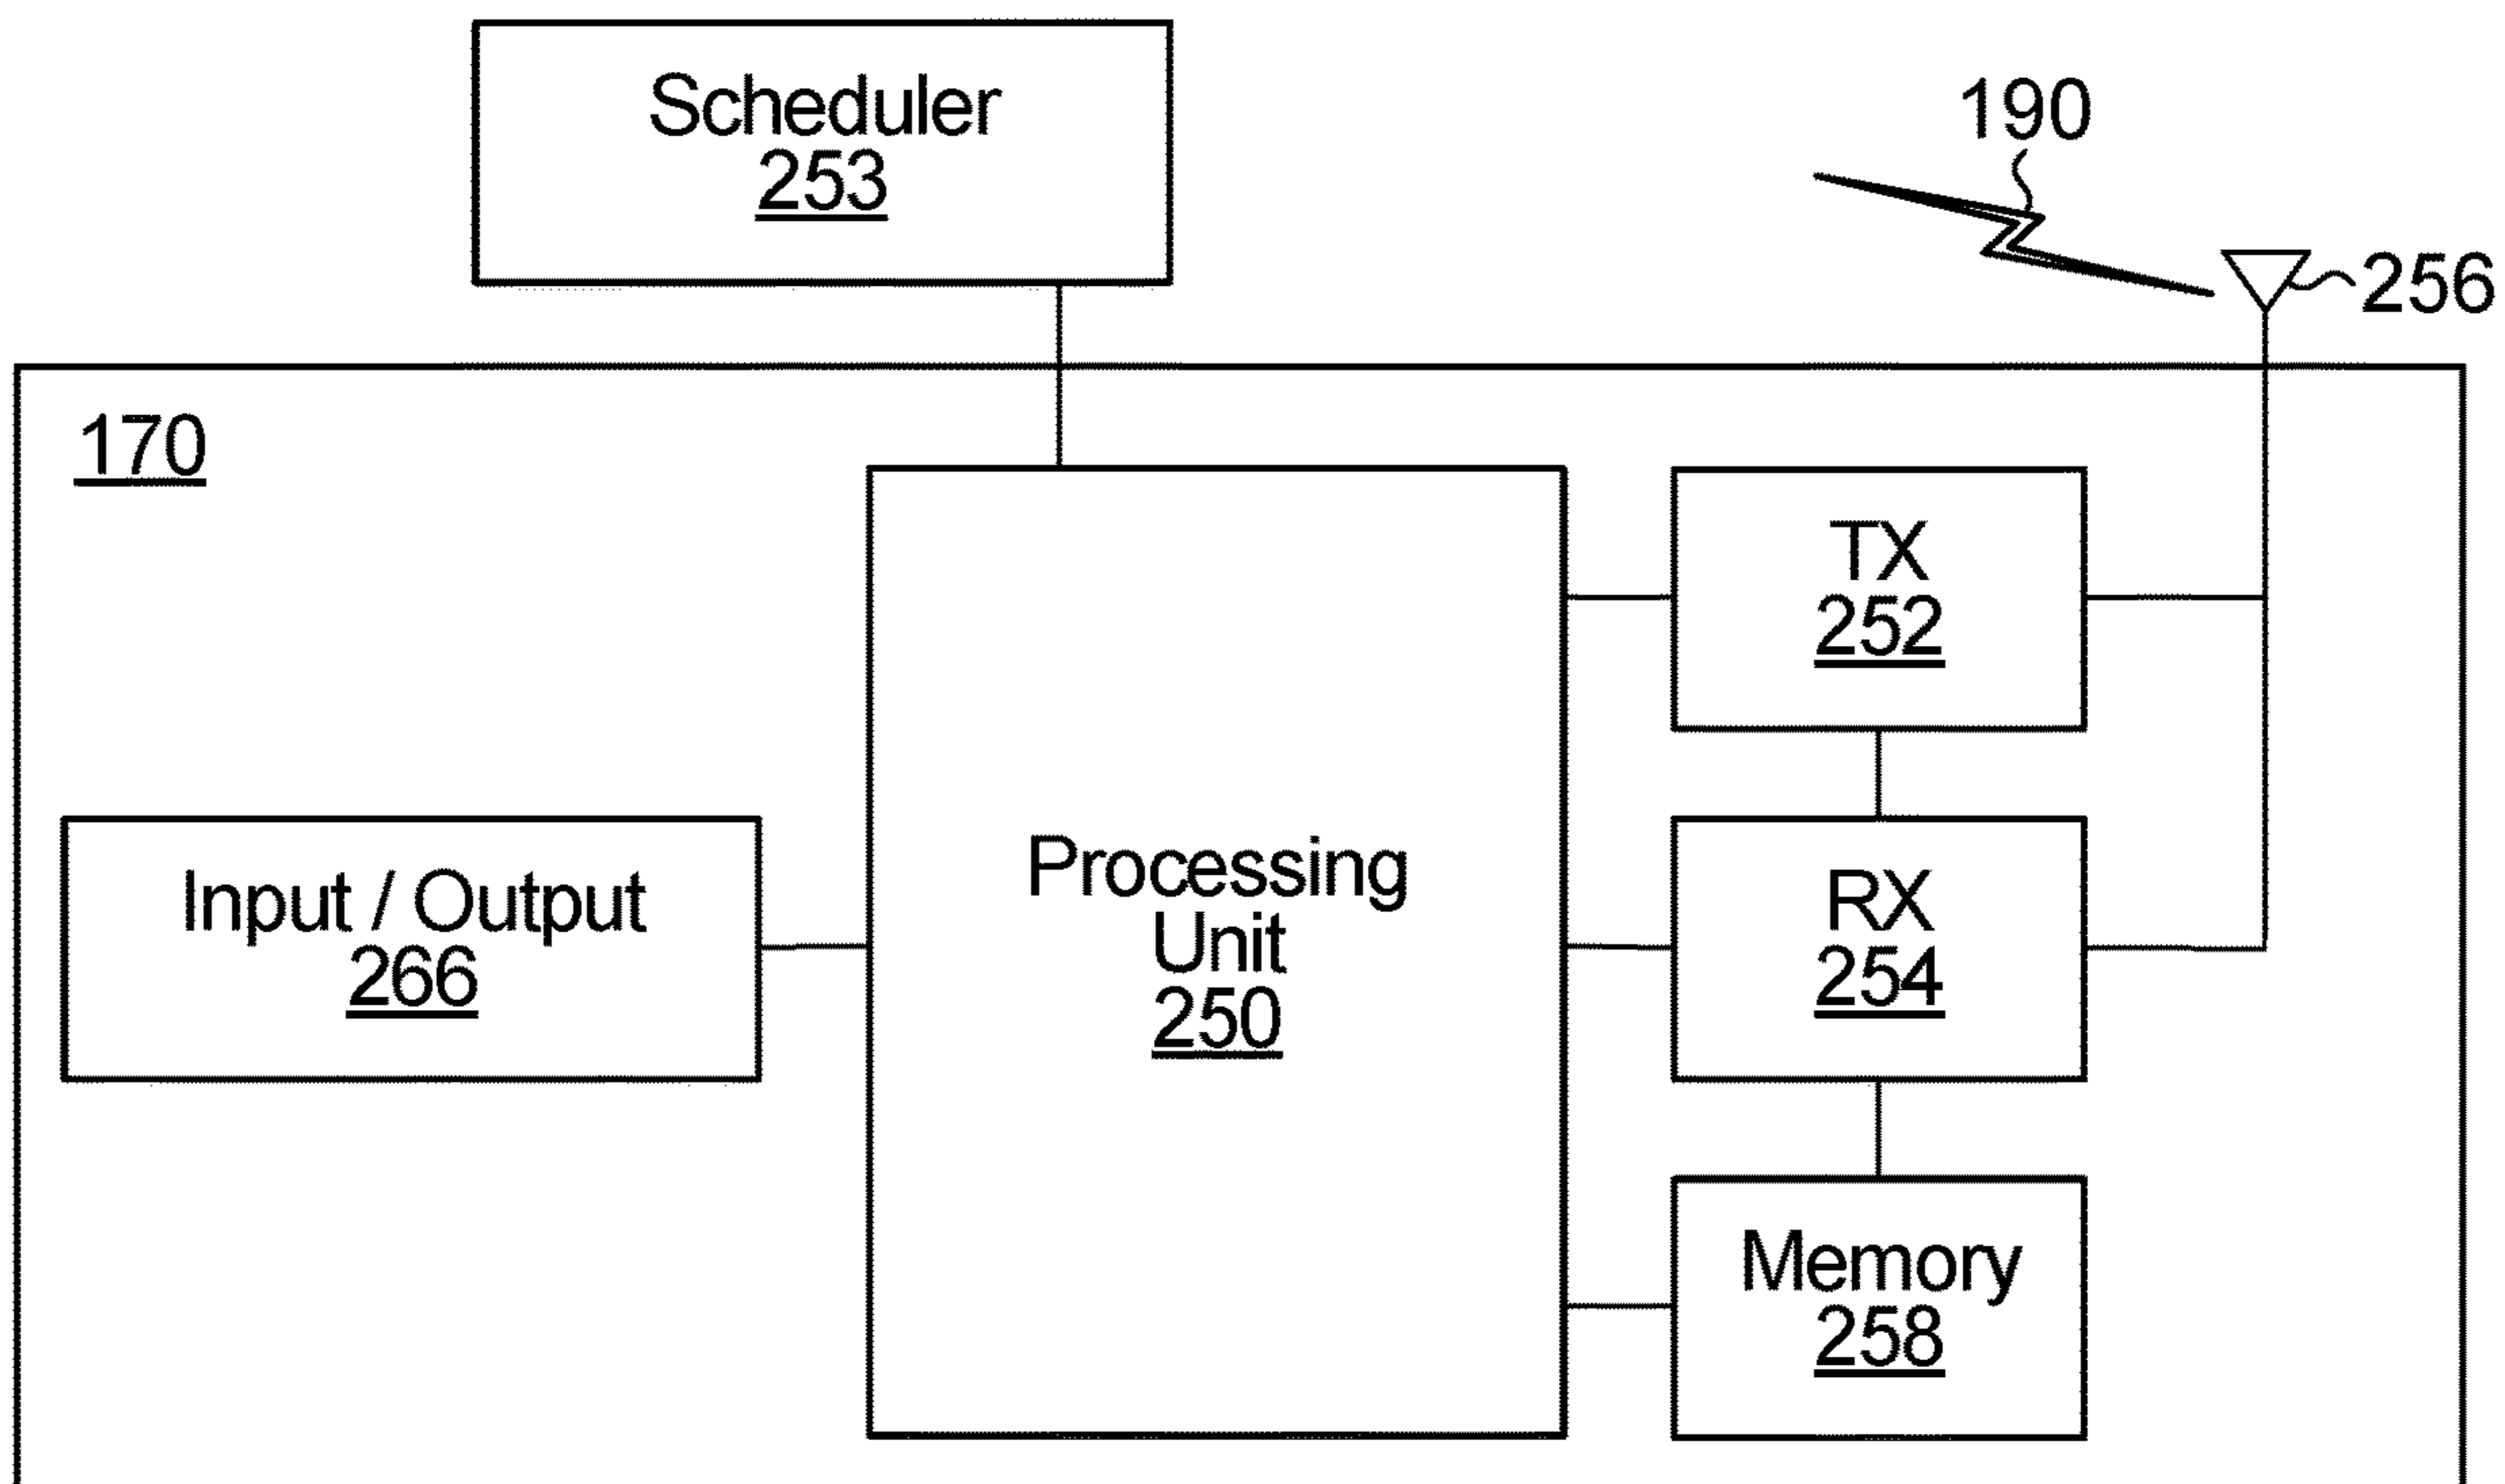 Scheduler
253
190
256
170
TX
252
Input / Output
266
Processing
Unit
250
RX
254
Memory
258